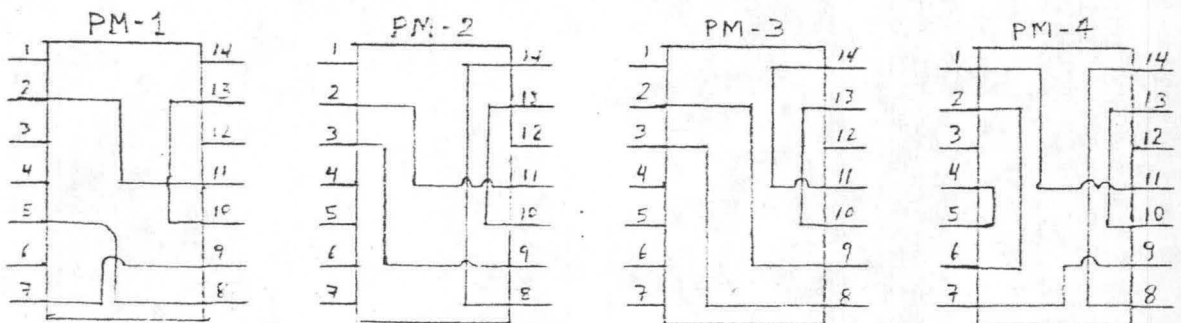 PM-1 PM-2 PM-3 PM-4
1 14 1 14 1 14 1 14
2 13 2 13 2 13 2 13
3 12 3 12 3 12 3 12
4 11 4 11 4 11 4 11
5 10 5 10 5 10 5 10
6 9 6 9 6 9 6 9
7 8 7 8 7 8 7 8